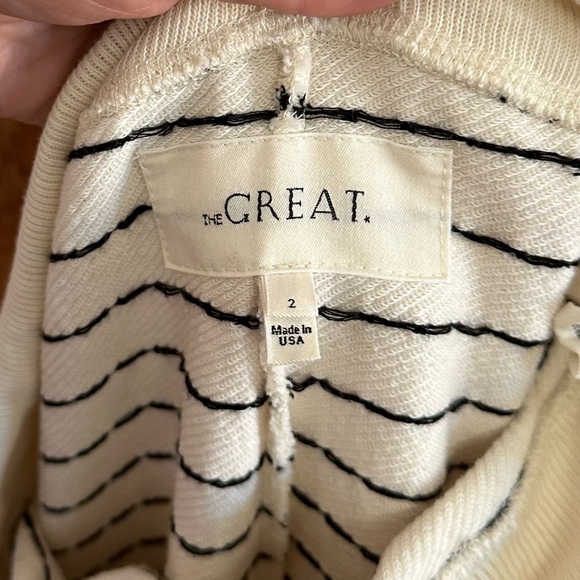 THE GREAT.
2
Made in
USA